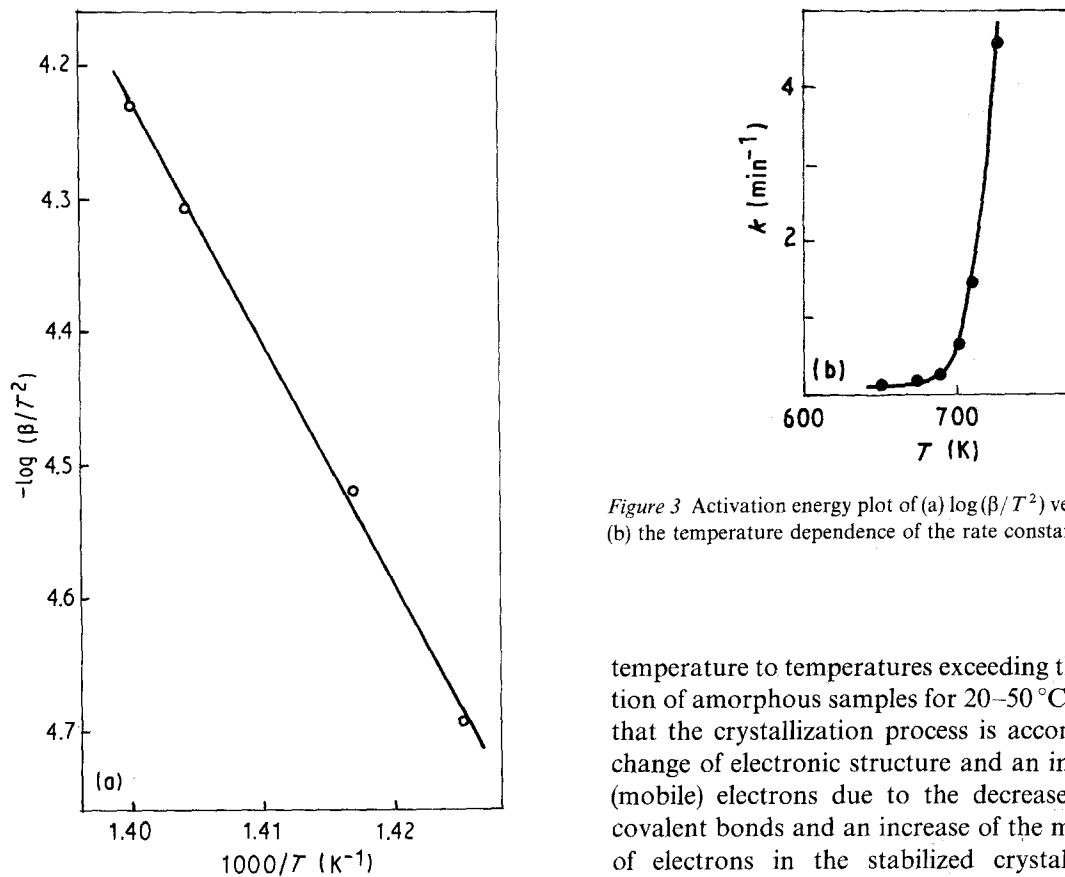 4.2
4.3
4.4
4.5
4.6
4.7
-log (β/T²)
(a)
1.40
1.41
1.42
1000/T (K⁻¹)
4
2
k (min⁻¹)
(b)
600
700
T (K)
Figure 3 Activation energy plot of (a) log(β/T²) ve
(b) the temperature dependence of the rate constan
temperature to temperatures exceeding t
tion of amorphous samples for 20–50 °C
that the crystallization process is accor
change of electronic structure and an in
(mobile) electrons due to the decrease
covalent bonds and an increase of the m
of electrons in the stabilized crystal